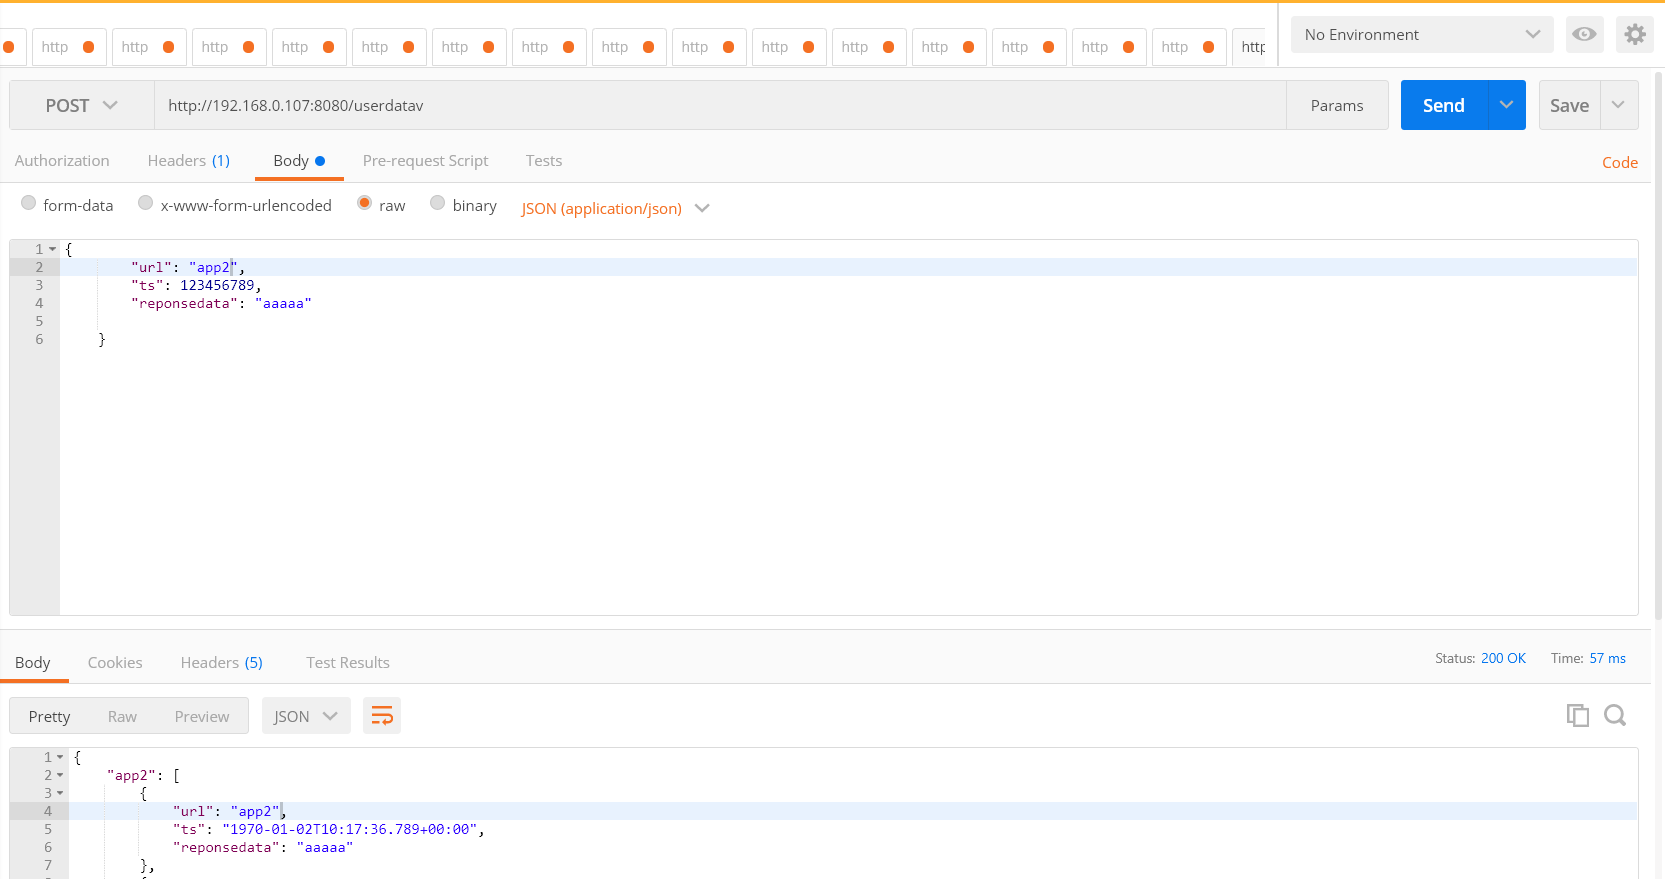 http http http http http http http http http http http http http http http http
No Environment
POST http://192.168.0.107:8080/userdatav Params Send Save
Authorization Headers (1) Body Pre-request Script Tests Code
form-data x-www-form-urlencoded raw binary JSON (application/json)
1 {
2 "url": "app2",
3 "ts": 123456789,
4 "reponsedata": "aaaaa"
5
6 }
Body Cookies Headers (5) Test Results Status: 200 OK Time: 57 ms
Pretty Raw Preview JSON
1 {
2 "app2": [
3 {
4 "url": "app2",
5 "ts": "1970-01-02T10:17:36.789+00:00",
6 "reponsedata": "aaaaa"
7 },